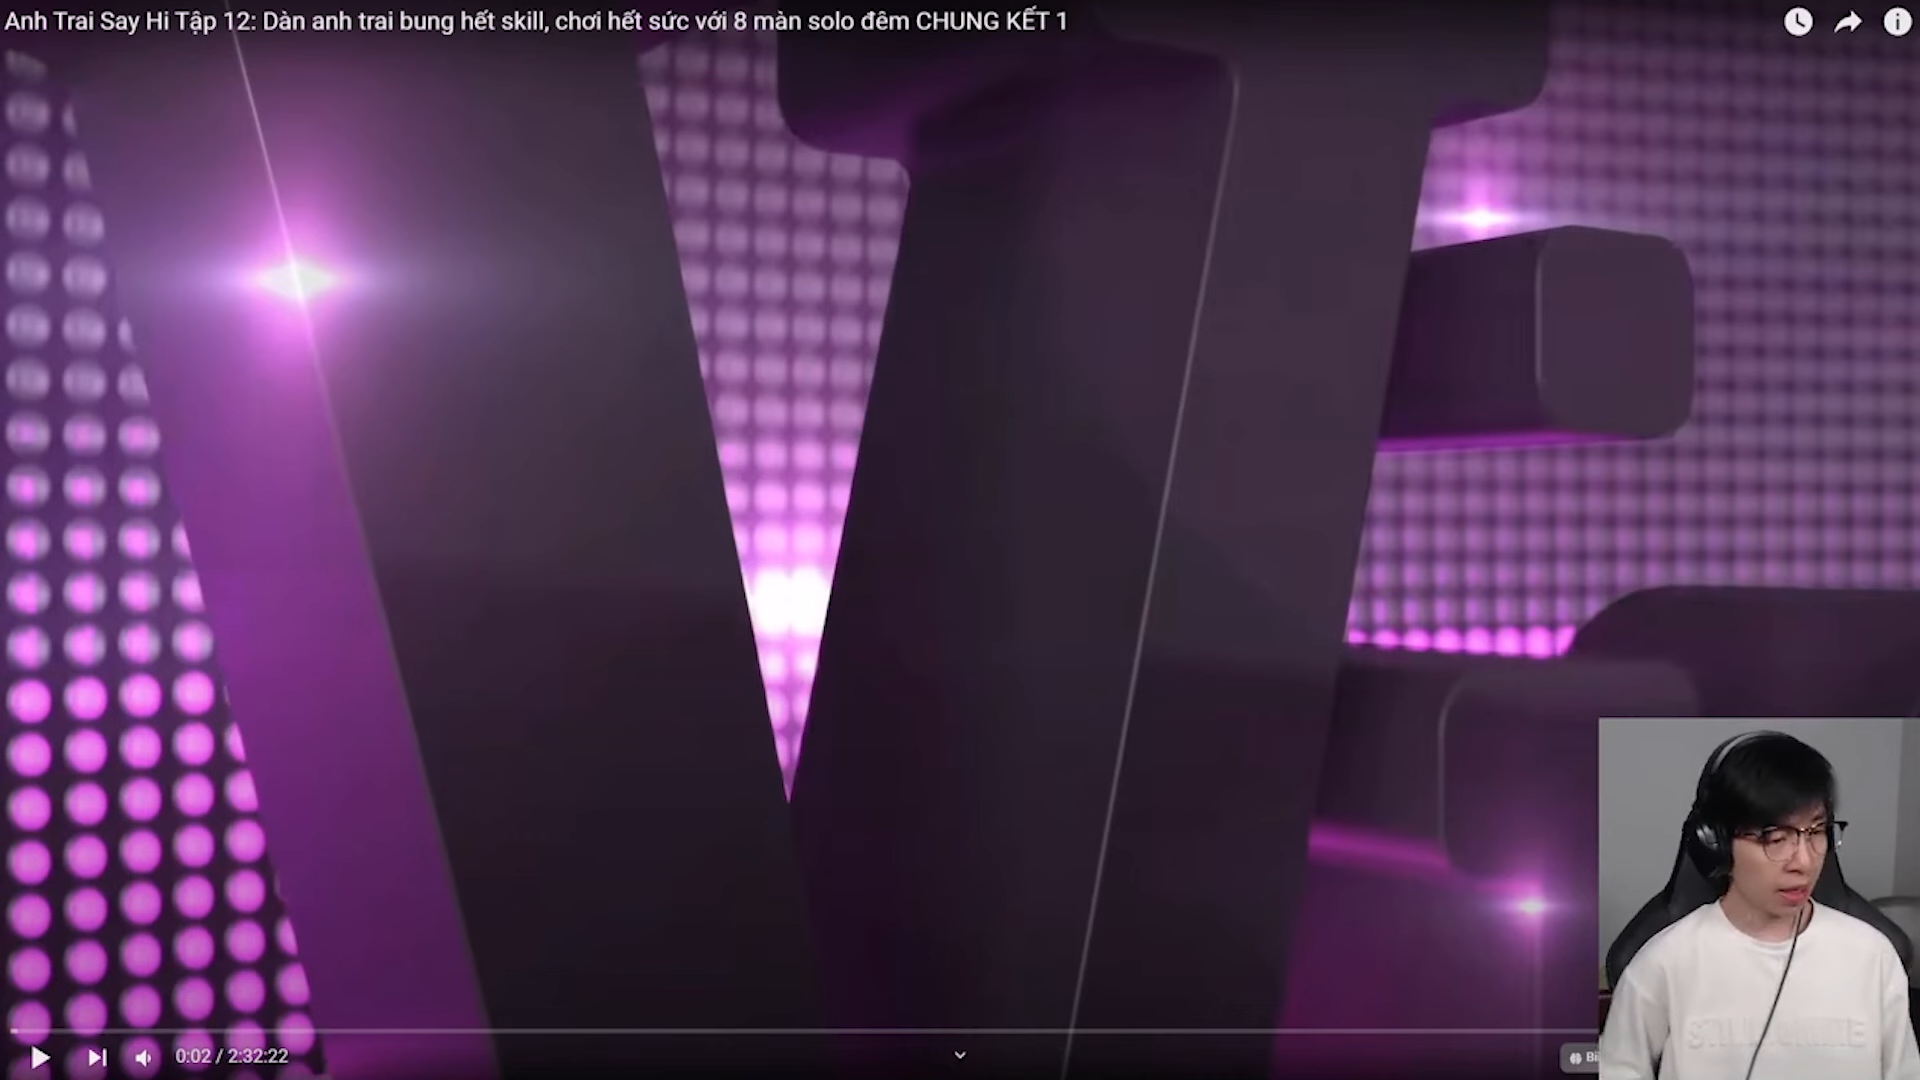 Anh Trai Say Hi Tập 12: Dàn anh trai bung hết skill, chơi hết sức với 8 màn solo đêm CHUNG KẾT 1
0:02 / 2:32:22